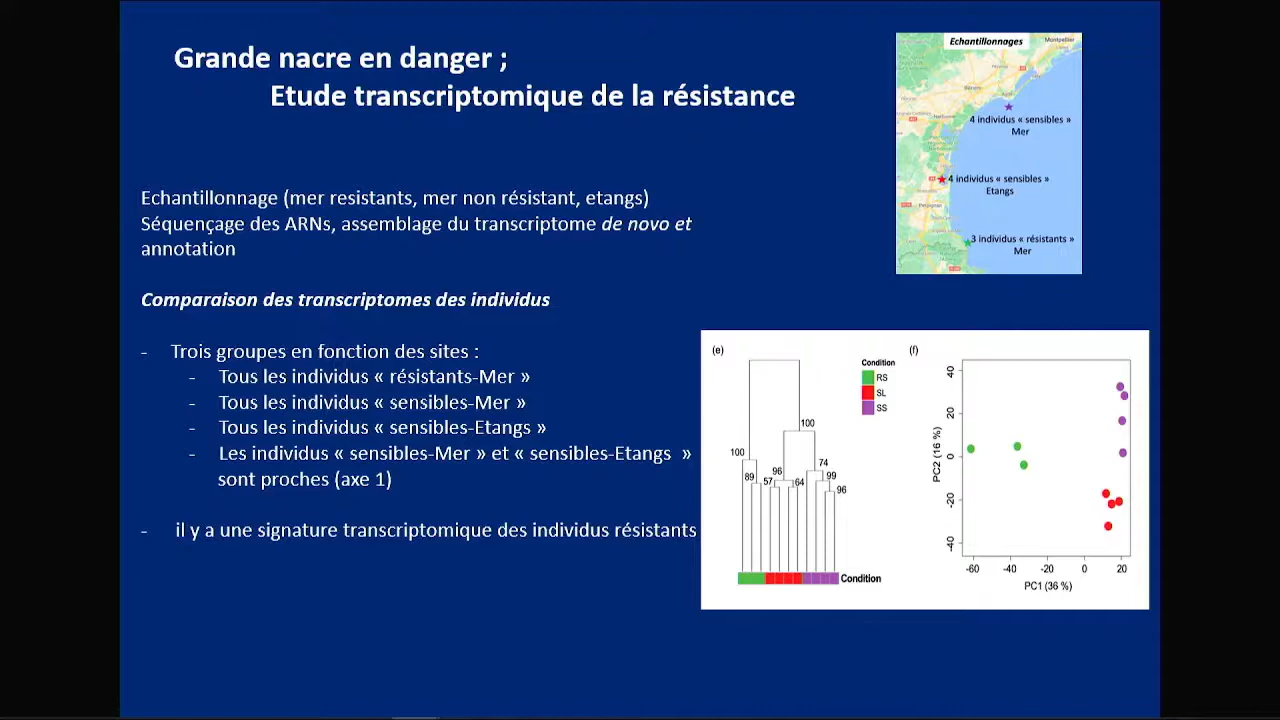 Grande nacre en danger ;
Etude transcriptomique de la résistance
Echantillonnage (mer resistants, mer non résistant, etangs)
Séquençage des ARNs, assemblage du transcriptome de novo et
annotation
Comparaison des transcriptomes des individus
- Trois groupes en fonction des sites :
- Tous les individus « résistants-Mer »
- Tous les individus « sensibles-Mer »
- Tous les individus « sensibles-Etangs »
- Les individus « sensibles-Mer » et « sensibles-Etangs »
sont proches (axe 1)
- il y a une signature transcriptomique des individus résistants
Echantillonnages
Montpellier
4 individus « sensibles »
Mer
4 individus « sensibles »
Etangs
Perpignan
3 individus « résistants »
Mer
(e)
Condition
RS
SL
SS
100
100
89
57
96
64
74
99
96
Condition
(f)
PC2 (16 %)
40
20
0
-20
-40
-60 -40 -20 0 20
PC1 (36 %)